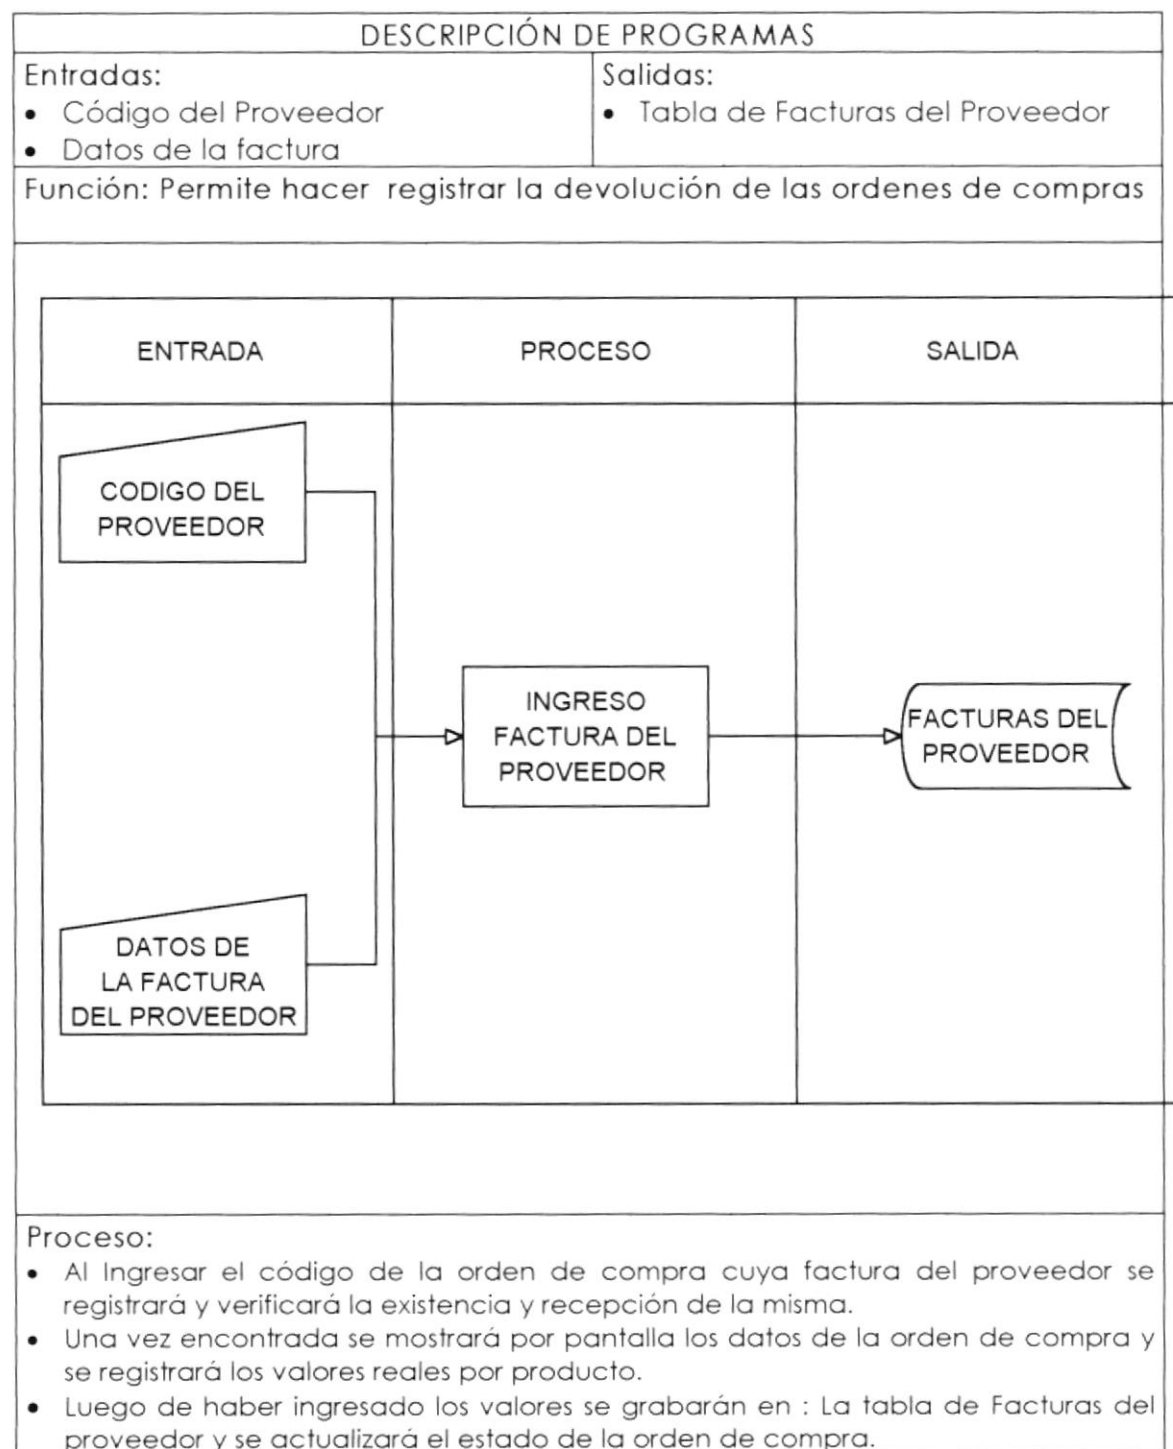 DESCRIPCIÓN DE PROGRAMAS
Entradas:
• Código del Proveedor
• Datos de la factura
Salidas:
• Tabla de Facturas del Proveedor
Función: Permite hacer registrar la devolución de las ordenes de compras
ENTRADA
PROCESO
SALIDA
CODIGO DEL
PROVEEDOR
INGRESO
FACTURA DEL
PROVEEDOR
FACTURAS DEL
PROVEEDOR
DATOS DE
LA FACTURA
DEL PROVEEDOR
Proceso:
• Al Ingresar el código de la orden de compra cuya factura del proveedor se
registrará y verificará la existencia y recepción de la misma.
• Una vez encontrada se mostrará por pantalla los datos de la orden de compra y
se registrará los valores reales por producto.
• Luego de haber ingresado los valores se grabarán en : La tabla de Facturas del
proveedor y se actualizará el estado de la orden de compra.